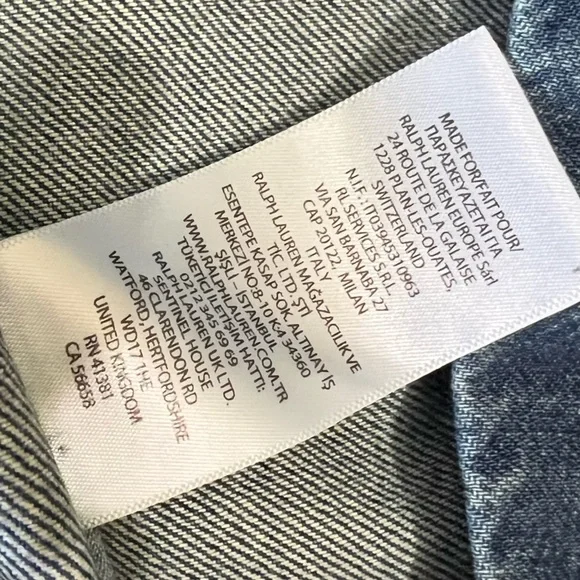 MADE FOR/FAIT POUR/
ΠΑΡΑΣΚΕΥΑΖΕΤΑΙ ΓΙΑ
RALPH LAUREN EUROPE Sàrl
24 ROUTE DE LA GALAISE
1228 PLAN-LES-OUATES,
SWITZERLAND
N.I.F.: IT03945310963
RL SERVICES S.R.L.
VIA SAN BARNABA 27
CAP 20122 / MILAN
ITALY
RALPH LAUREN MAĞAZACILIK VE
TIC. LTD. ŞTİ
ESENTEPE KASAP SOK. ALTINAY İŞ
MERKEZİ NO:8-10 K:4 34360
ŞİŞLİ - İSTANBUL
WWW.RALPHLAUREN.COM.TR
TÜKETİCİ İLETİŞİM HATTI:
0212 345 69 69
RALPH LAUREN UK LTD.
SENTINEL HOUSE
46 CLARENDON RD
WATFORD, HERTFORDSHIRE
WD17 1HE
UNITED KINGDOM
RN 41381
CA 56658